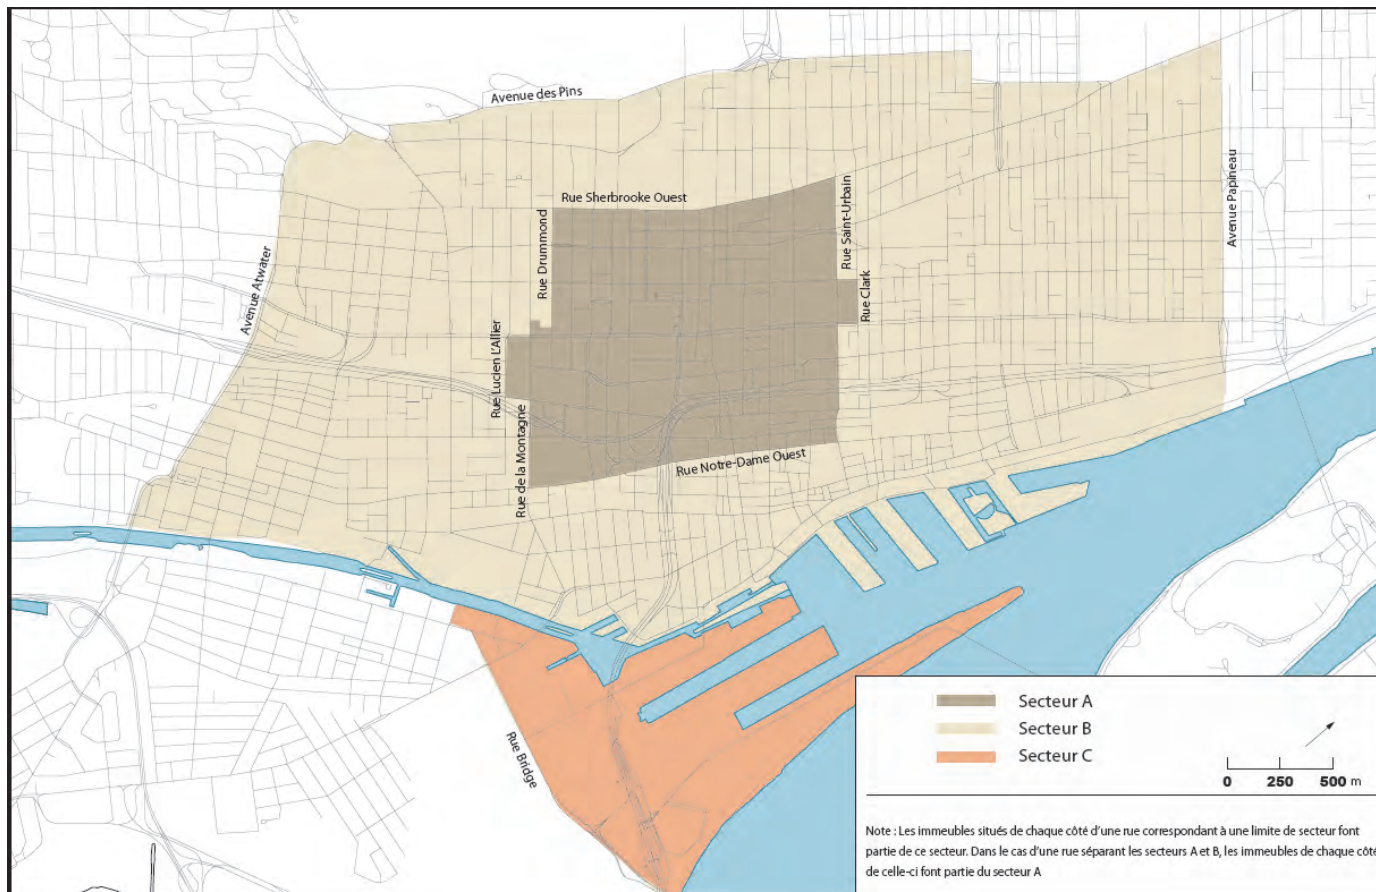 Avenue des Pins
Rue Sherbrooke Ouest
Rue Saint-Urbain
Avenue Papineau
Rue Drummond
Avenue Atwater
Rue Clark
Rue Lucien L'Allier
Rue de la Montagne
Rue Notre-Dame Ouest
Rue Bridge
Secteur A
Secteur B
Secteur C
0 250 500 m
Note : Les immeubles situés de chaque côté d'une rue correspondant à une limite de secteur font
partie de ce secteur. Dans le cas d'une rue séparant les secteurs A et B, les immeubles de chaque côté
de celle-ci font partie du secteur A